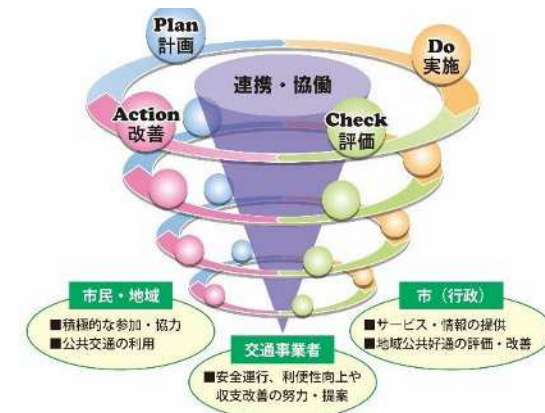 Plan
計画
Do
実施
連携・協働
Action
改善
Check
評価
市民・地域
■積極的な参加・協力
■公共交通の利用
交通事業者
■安全運行、利便性向上や
収支改善の努力・提案
市（行政）
■サービス・情報の提供
■地域公共好通の評価・改善